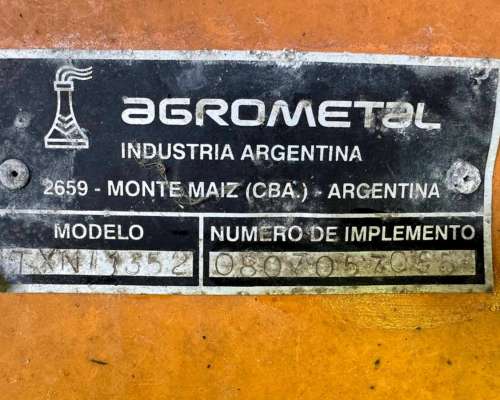 AGROMETAL
INDUSTRIA ARGENTINA
2659 - MONTE MAIZ (CBA.) - ARGENTINA
MODELO
NUMERO DE IMPLEMENTO